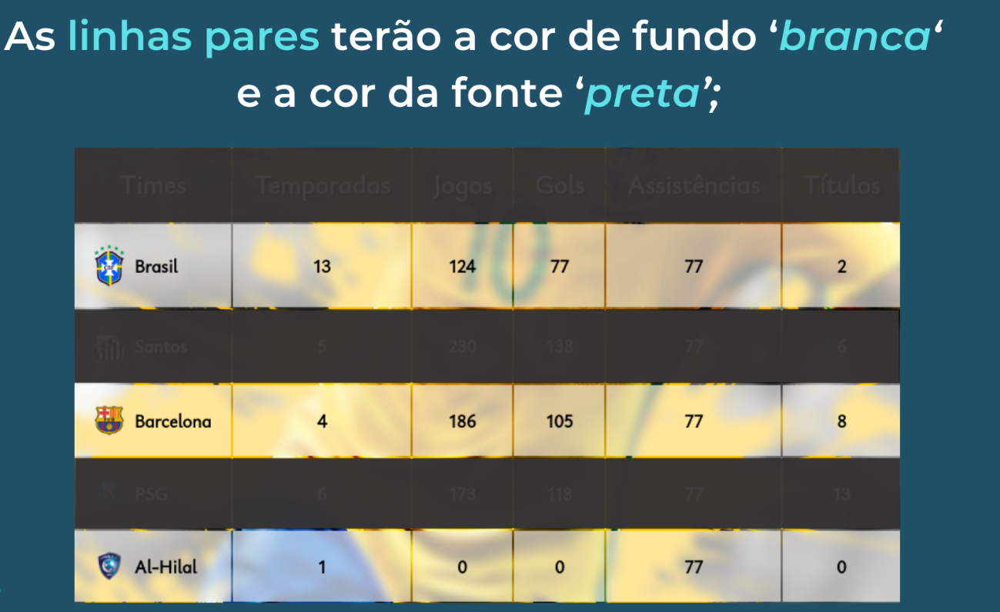 As linhas pares terão a cor de fundo ‘branca‘
e a cor da fonte ‘preta’;
Times Temporadas Jogos Gols Assistências Títulos
Brasil 13 124 77 77 2
Santos 5 230 138 77 6
Barcelona 4 186 105 77 8
PSG 6 173 118 77 13
Al-Hilal 1 0 0 77 0